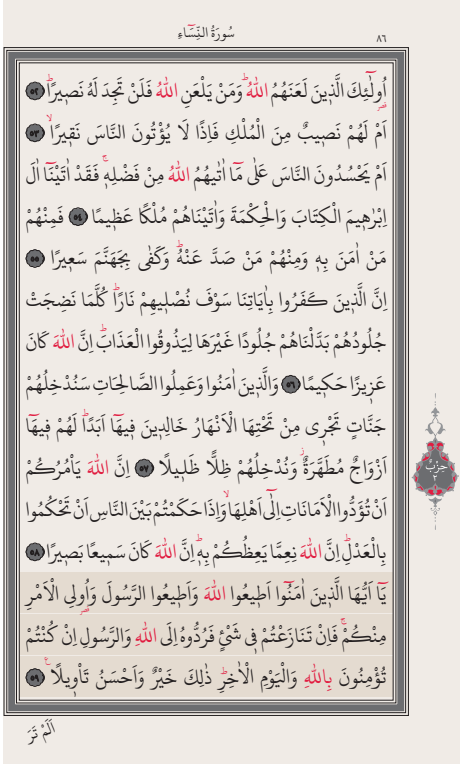 ٨٦
سُورَةُ النِّسَٓاءِ
اُو۬لٰٓئِكَ الَّذ۪ينَ لَعَنَهُمُ اللّٰهُۜ وَمَنْ يَلْعَنِ اللّٰهُ فَلَنْ تَجِدَ لَهُ نَص۪يرًاۜ ﴿٥٢﴾
اَمْ لَهُمْ نَص۪يبٌ مِنَ الْمُلْكِ فَاِذًا لَا يُؤْتُونَ النَّاسَ نَق۪يرًاۙ ﴿٥٣﴾
اَمْ يَحْسُدُونَ النَّاسَ عَلٰى مَٓا اٰتٰيهُمُ اللّٰهُ مِنْ فَضْلِه۪ۚ فَقَدْ اٰتَيْنَٓا اٰلَ
اِبْرٰه۪يمَ الْكِتَابَ وَالْحِكْمَةَ وَاٰتَيْنَاهُمْ مُلْكًا عَظ۪يمًا ﴿٥٤﴾ فَمِنْهُمْ
مَنْ اٰمَنَ بِه۪ وَمِنْهُمْ مَنْ صَدَّ عَنْهُۜ وَكَفٰى بِجَهَنَّمَ سَع۪يرًا ﴿٥٥﴾
اِنَّ الَّذ۪ينَ كَفَرُوا بِاٰيَاتِنَا سَوْفَ نُصْل۪يهِمْ نَارًاۜ كُلَّمَا نَضِجَتْ
جُلُودُهُمْ بَدَّلْنَاهُمْ جُلُودًا غَيْرَهَا لِيَذُوقُوا الْعَذَابَۜ اِنَّ اللّٰهَ كَانَ
عَز۪يزًا حَك۪يمًا ﴿٥٦﴾ وَالَّذ۪ينَ اٰمَنُوا وَعَمِلُوا الصَّالِحَاتِ سَنُدْخِلُهُمْ
جَنَّاتٍ تَجْر۪ي مِنْ تَحْتِهَا الْاَنْهَارُ خَالِد۪ينَ ف۪يهَٓا اَبَدًاۜ لَهُمْ ف۪يهَٓا
اَزْوَاجٌ مُطَهَّرَةٌۘ وَنُدْخِلُهُمْ ظِلًّا ظَل۪يلًا ﴿٥٧﴾ اِنَّ اللّٰهَ يَأْمُرُكُمْ
اَنْ تُؤَدُّوا الْاَمَانَاتِ اِلٰٓى اَهْلِهَاۙ وَاِذَا حَكَمْتُمْ بَيْنَ النَّاسِ اَنْ تَحْكُمُوا
بِالْعَدْلِۜ اِنَّ اللّٰهَ نِعِمَّا يَعِظُكُمْ بِه۪ۜ اِنَّ اللّٰهَ كَانَ سَم۪يعًا بَص۪يرًا ﴿٥٨﴾
يَٓا اَيُّهَا الَّذ۪ينَ اٰمَنُٓوا اَط۪يعُوا اللّٰهَ وَاَط۪يعُوا الرَّسُولَ وَاُو۬لِي الْاَمْرِ
مِنْكُمْۚ فَاِنْ تَنَازَعْتُمْ ف۪ي شَيْءٍ فَرُدُّوهُ اِلَى اللّٰهِ وَالرَّسُولِ اِنْ كُنْتُمْ
تُؤْمِنُونَ بِاللّٰهِ وَالْيَوْمِ الْاٰخِرِۜ ذٰلِكَ خَيْرٌ وَاَحْسَنُ تَأْو۪يلًا۟ ﴿٥٩﴾
حِزْبٌ
٢
اَلَمْ تَرَ